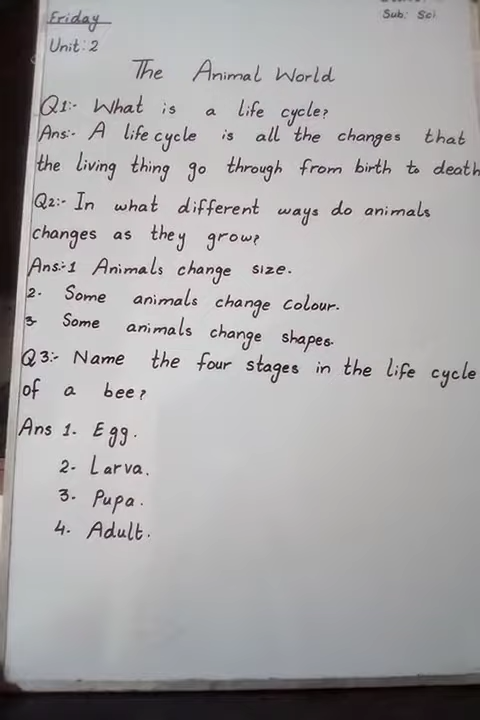 Friday
Sub: Sci
Unit: 2
The Animal World
Q1:- What is a life cycle?
Ans:- A life cycle is all the changes that
the living thing go through from birth to death
Q2:- In what different ways do animals
changes as they grow?
Ans:-1 Animals change size.
2- Some animals change colour.
3- Some animals change shapes.
Q3:- Name the four stages in the life cycle
of a bee?
Ans 1- Egg.
2- Larva.
3- Pupa.
4- Adult.